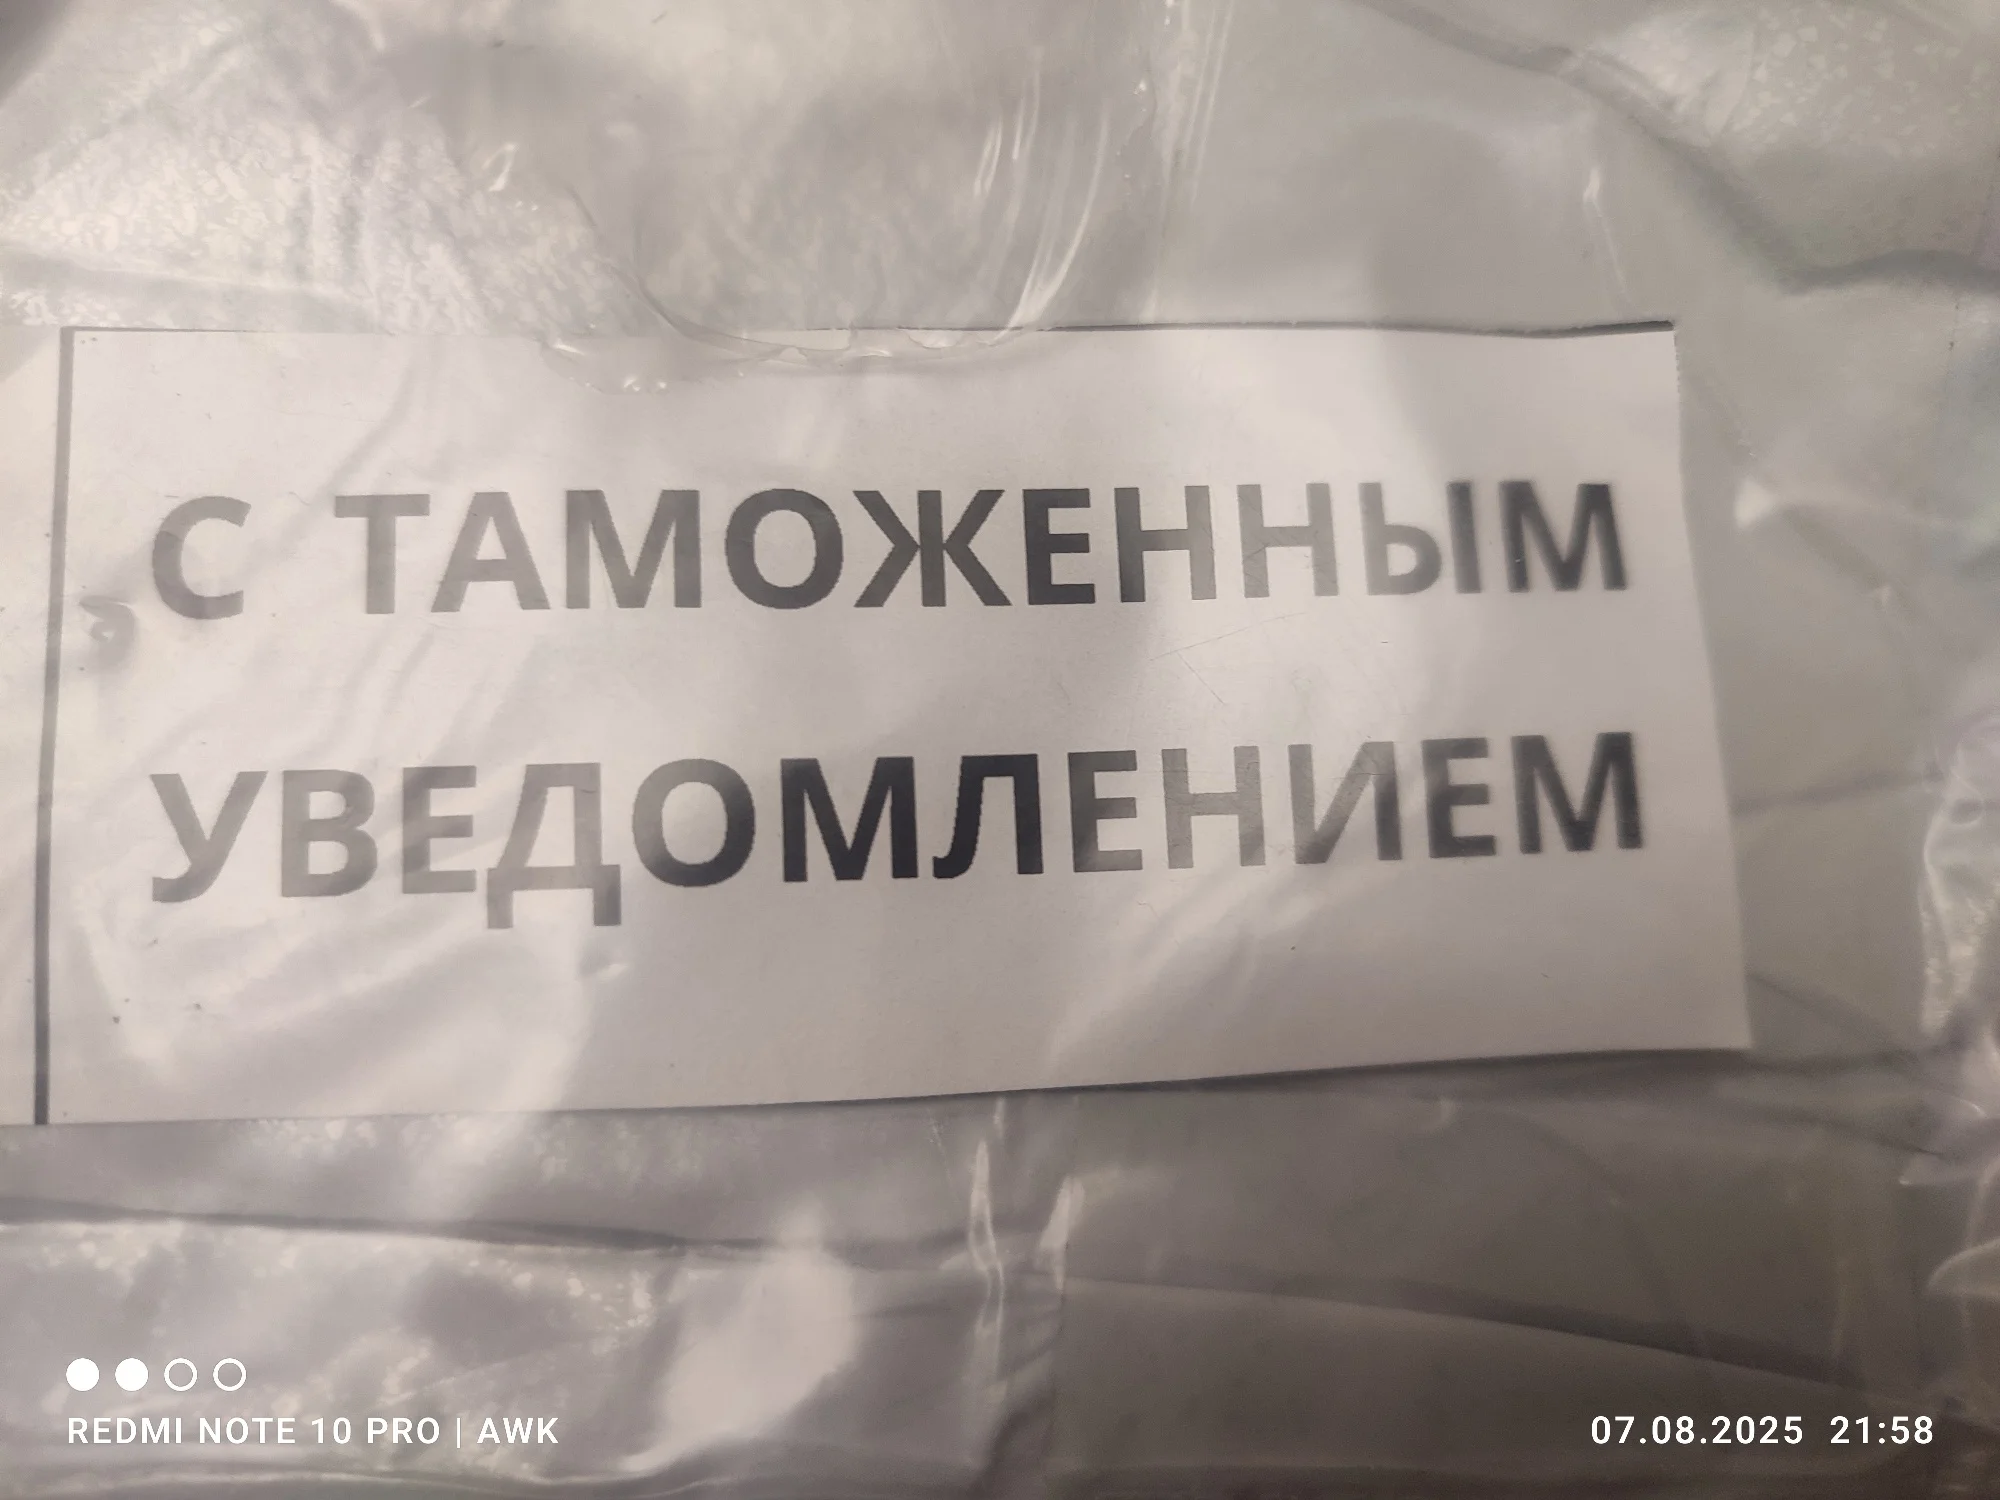 С ТАМОЖЕННЫМ
УВЕДОМЛЕНИЕМ
REDMI NOTE 10 PRO | AWK
07.08.2025 21:58